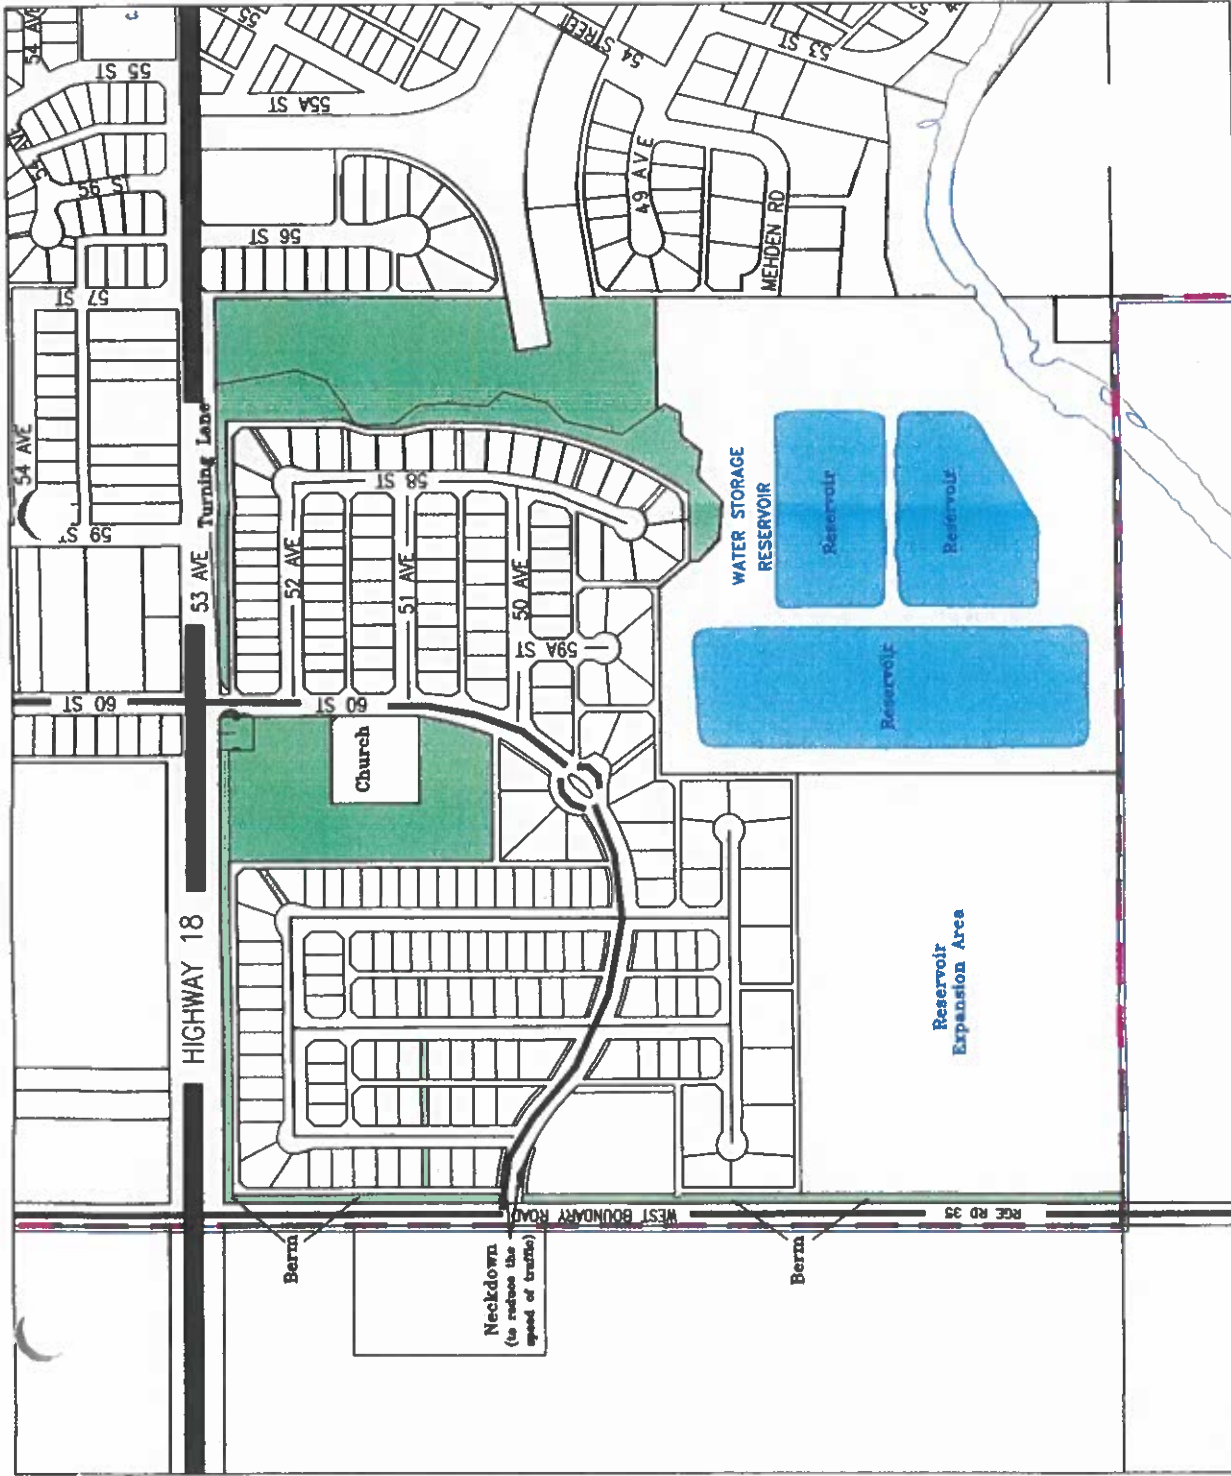 54 AVE
55 ST
55A ST
54 STREET
53 ST
49 AVE
MEHDEN RD
56 ST
57 ST
54 AVE
59 ST
Turning Lane
53 AVE
52 AVE
58 ST
51 AVE
50 AVE
59A ST
60 ST
60 ST
Church
WATER STORAGE
RESERVOIR
Reservoir
Reservoir
Reservoir
HIGHWAY 18
Reservoir
Expansion Area
WEST BOUNDARY ROAD
RGE RD 35
Berm
Berm
Neckdown
(to reduce the
speed of traffic)